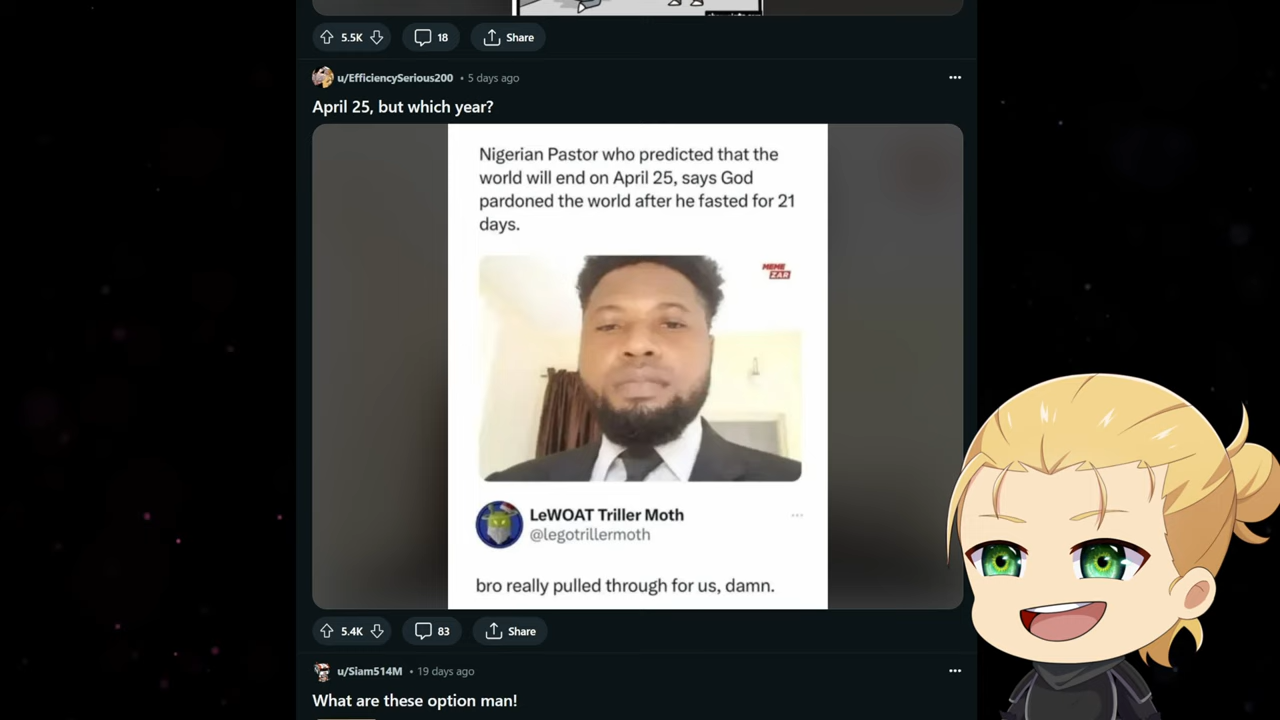 5.5K 18 Share
u/EfficiencySerious200 • 5 days ago
April 25, but which year?
Nigerian Pastor who predicted that the
world will end on April 25, says God
pardoned the world after he fasted for 21
days.
MEME
ZAR
LeWOAT Triller Moth
@legotrillermoth
bro really pulled through for us, damn.
5.4K 83 Share
u/Siam514M • 19 days ago
What are these option man!